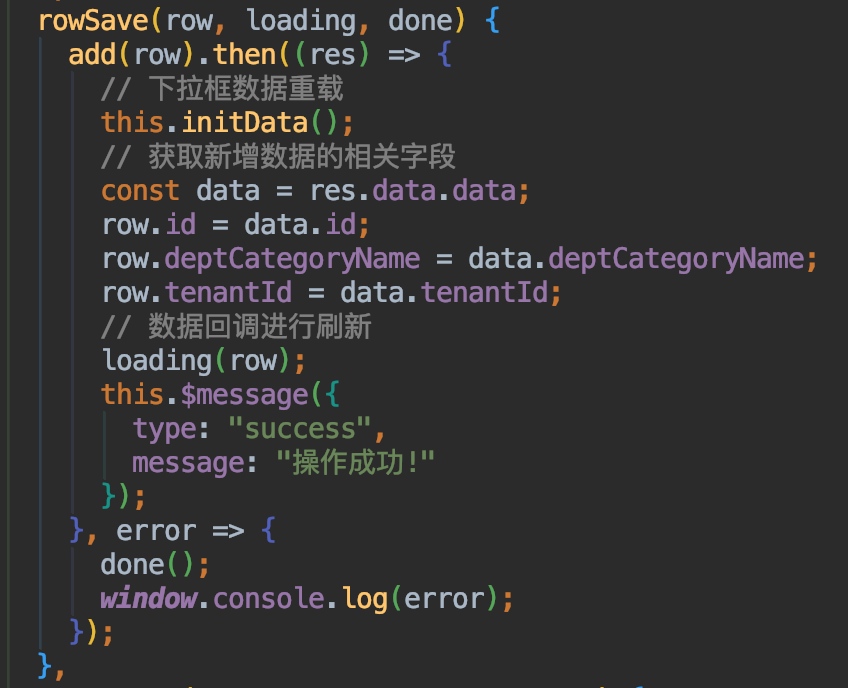 rowSave(row, loading, done) {
add(row).then((res) => {
// 下拉框数据重载
this.initData();
// 获取新增数据的相关字段
const data = res.data.data;
row.id = data.id;
row.deptCategoryName = data.deptCategoryName;
row.tenantId = data.tenantId;
// 数据回调进行刷新
loading(row);
this.$message({
type: "success",
message: "操作成功!"
});
}, error => {
done();
window.console.log(error);
});
},